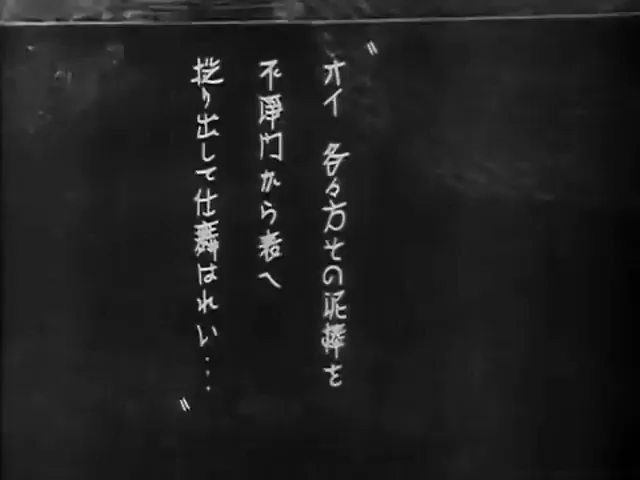 〝オイ 各々方その泥棒を
不浄門から表へ
抛り出して仕舞はれい…〟